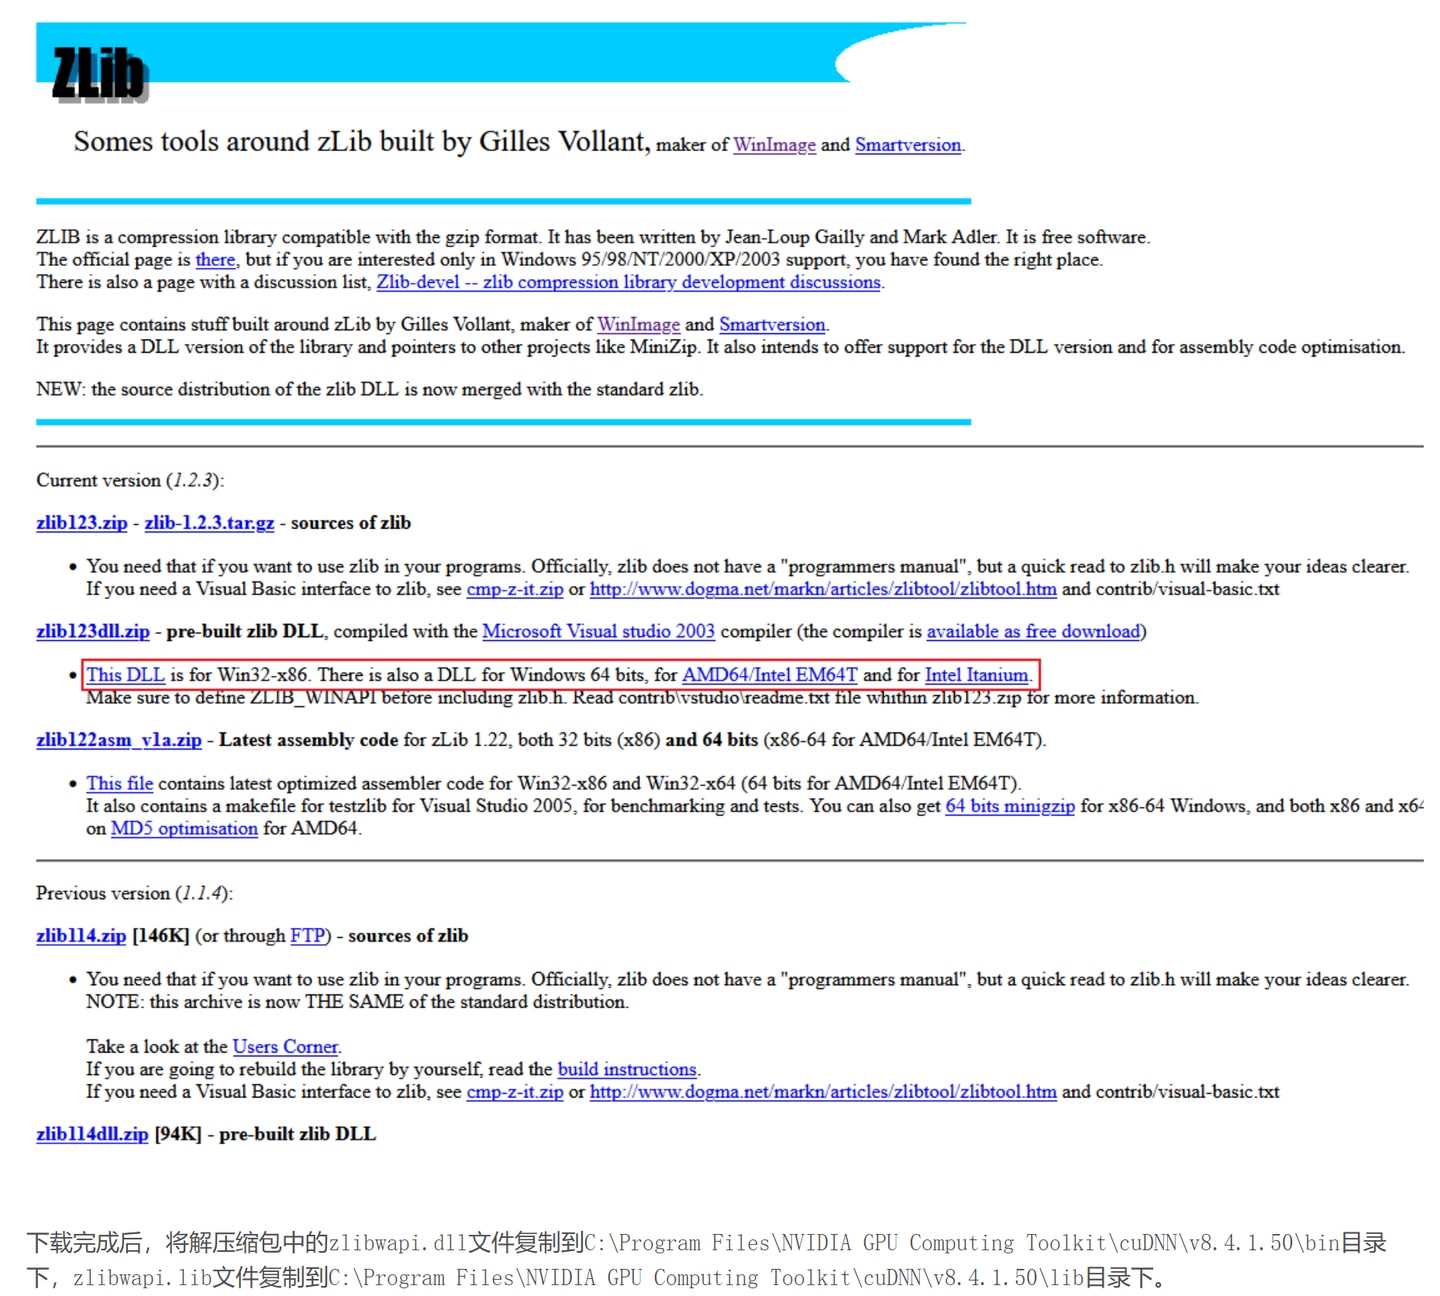 ZLib
Somes tools around zLib built by Gilles Vollant, maker of WinImage and Smartversion.
ZLIB is a compression library compatible with the gzip format. It has been written by Jean-Loup Gailly and Mark Adler. It is free software.
The official page is there, but if you are interested only in Windows 95/98/NT/2000/XP/2003 support, you have found the right place.
There is also a page with a discussion list, Zlib-devel -- zlib compression library development discussions.
This page contains stuff built around zLib by Gilles Vollant, maker of WinImage and Smartversion.
It provides a DLL version of the library and pointers to other projects like MiniZip. It also intends to offer support for the DLL version and for assembly code optimisation.
NEW: the source distribution of the zlib DLL is now merged with the standard zlib.
Current version (1.2.3):
zlib123.zip - zlib-1.2.3.tar.gz - sources of zlib
• You need that if you want to use zlib in your programs. Officially, zlib does not have a "programmers manual", but a quick read to zlib.h will make your ideas clearer.
If you need a Visual Basic interface to zlib, see cmp-z-it.zip or http://www.dogma.net/markn/articles/zlibtool/zlibtool.htm and contrib/visual-basic.txt
zlib123dll.zip - pre-built zlib DLL, compiled with the Microsoft Visual studio 2003 compiler (the compiler is available as free download)
• This DLL is for Win32-x86. There is also a DLL for Windows 64 bits, for AMD64/Intel EM64T and for Intel Itanium.
Make sure to define ZLIB_WINAPI before including zlib.h. Read contrib\vstudio\readme.txt file whithin zlib123.zip for more information.
zlib122asm_v1a.zip - Latest assembly code for zLib 1.22, both 32 bits (x86) and 64 bits (x86-64 for AMD64/Intel EM64T).
• This file contains latest optimized assembler code for Win32-x86 and Win32-x64 (64 bits for AMD64/Intel EM64T).
It also contains a makefile for testzlib for Visual Studio 2005, for benchmarking and tests. You can also get 64 bits minigzip for x86-64 Windows, and both x86 and x64
on MD5 optimisation for AMD64.
Previous version (1.1.4):
zlib114.zip [146K] (or through FTP) - sources of zlib
• You need that if you want to use zlib in your programs. Officially, zlib does not have a "programmers manual", but a quick read to zlib.h will make your ideas clearer.
NOTE: this archive is now THE SAME of the standard distribution.
Take a look at the Users Corner.
If you are going to rebuild the library by yourself, read the build instructions.
If you need a Visual Basic interface to zlib, see cmp-z-it.zip or http://www.dogma.net/markn/articles/zlibtool/zlibtool.htm and contrib/visual-basic.txt
zlib114dll.zip [94K] - pre-built zlib DLL
下载完成后，将解压缩包中的zlibwapi.dll文件复制到C:\Program Files\NVIDIA GPU Computing Toolkit\cuDNN\v8.4.1.50\bin目录
下，zlibwapi.lib文件复制到C:\Program Files\NVIDIA GPU Computing Toolkit\cuDNN\v8.4.1.50\lib目录下。